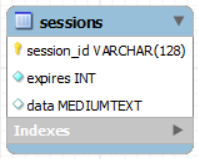 sessions
session_id VARCHAR(128)
expires INT
data MEDIUMTEXT
Indexes